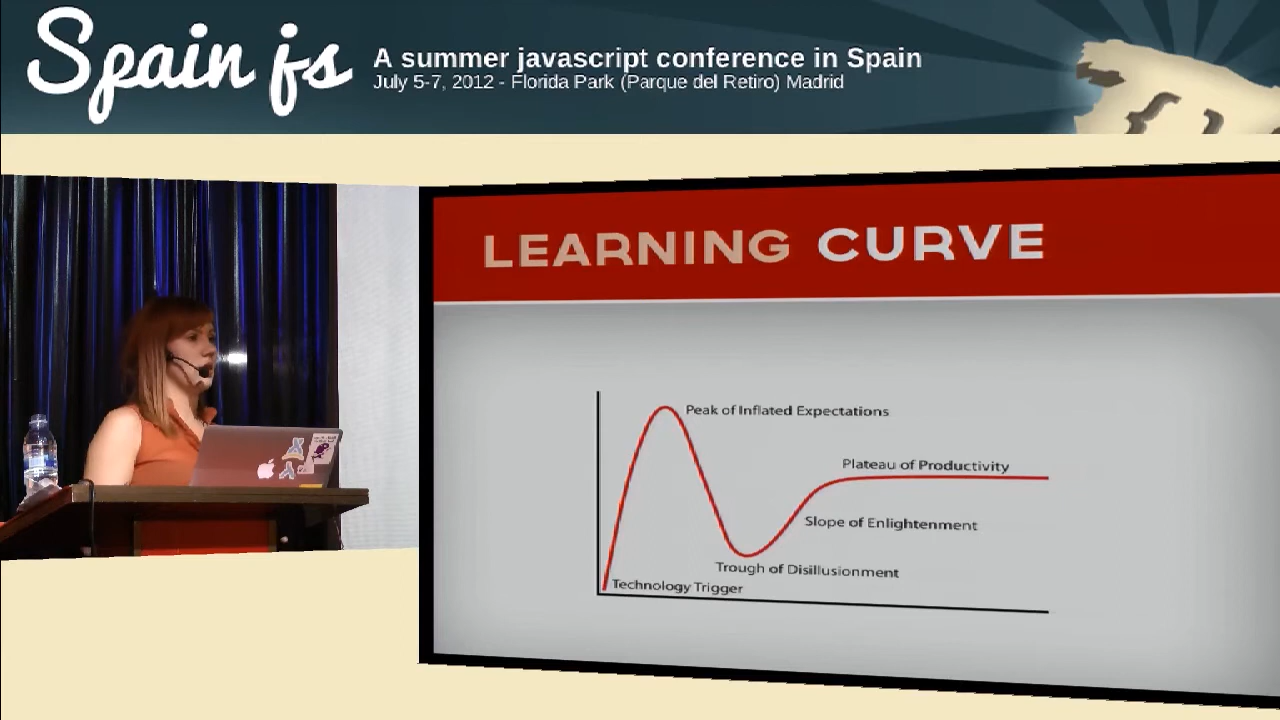 Spain js
A summer javascript conference in Spain
July 5-7, 2012 - Florida Park (Parque del Retiro) Madrid
LEARNING CURVE
Peak of Inflated Expectations
Plateau of Productivity
Slope of Enlightenment
Trough of Disillusionment
Technology Trigger